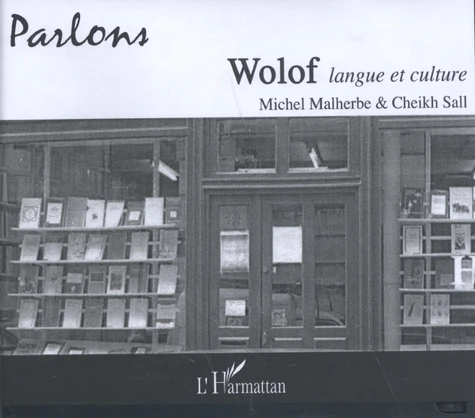 Parlons
Wolof langue et culture
Michel Malherbe & Cheikh Sall
L'Harmattan